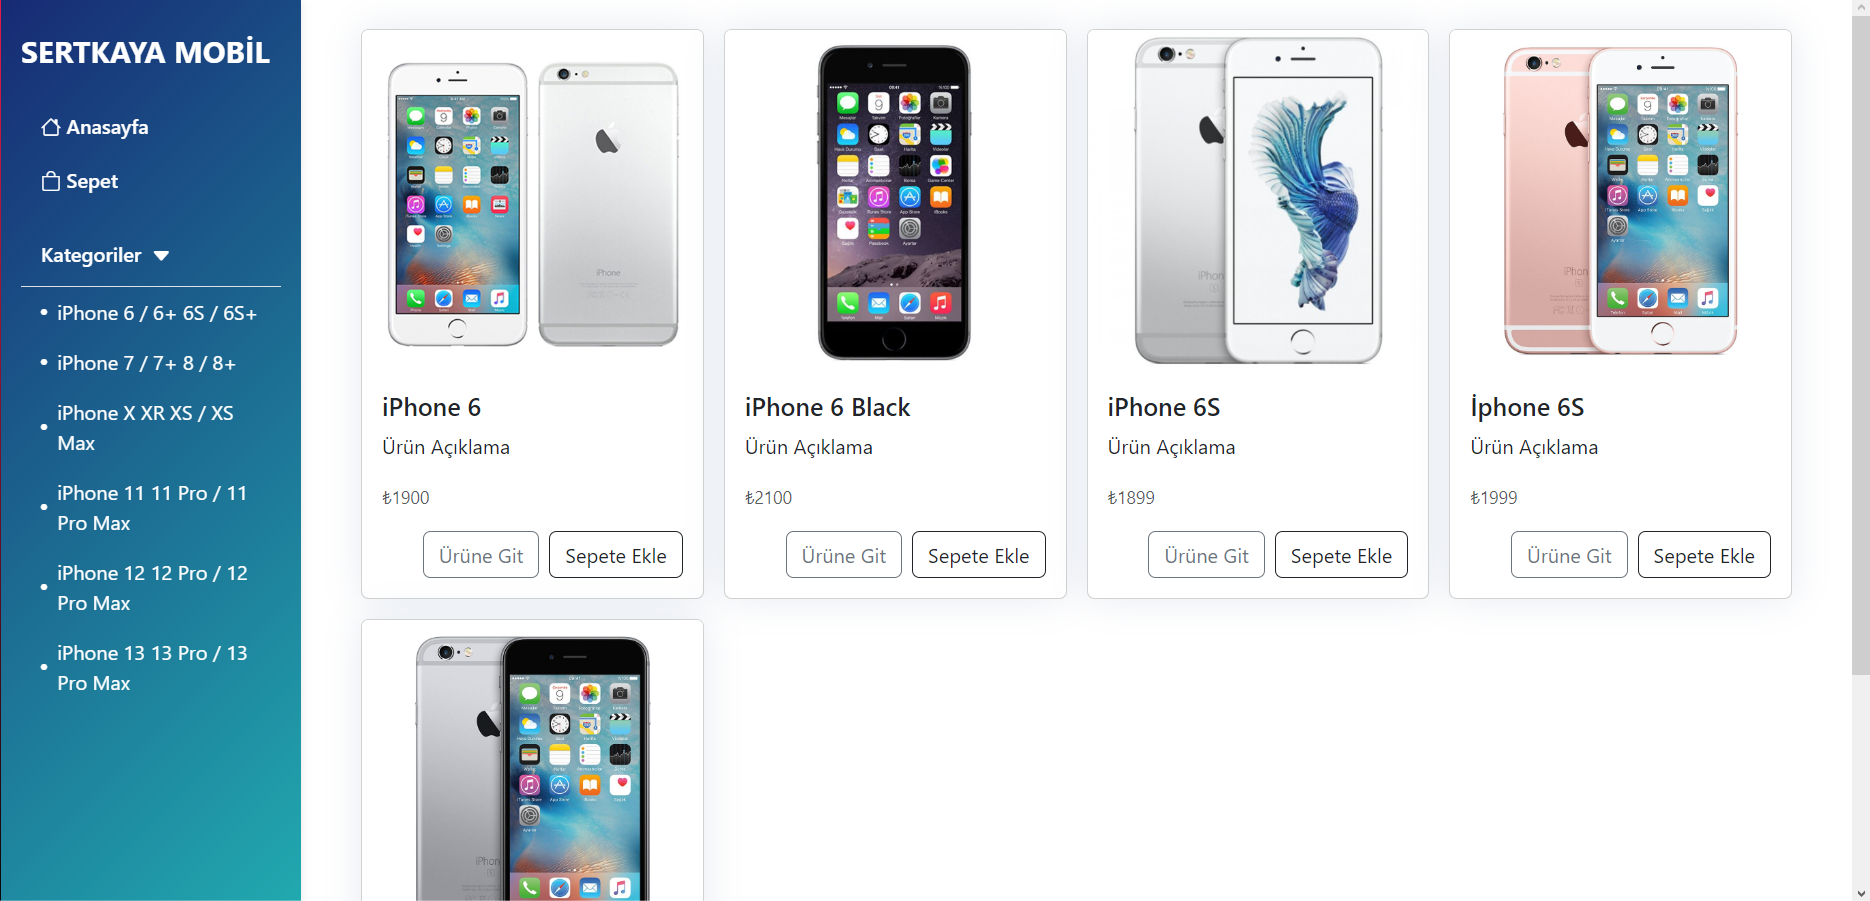 SERTKAYA MOBİL
Anasayfa
Sepet
Kategoriler
iPhone 6 / 6+ 6S / 6S+
iPhone 7 / 7+ 8 / 8+
iPhone X XR XS / XS
Max
iPhone 11 11 Pro / 11
Pro Max
iPhone 12 12 Pro / 12
Pro Max
iPhone 13 13 Pro / 13
Pro Max
iPhone 6
Ürün Açıklama
₺1900
Ürüne Git
Sepete Ekle
iPhone 6 Black
Ürün Açıklama
₺2100
Ürüne Git
Sepete Ekle
iPhone 6S
Ürün Açıklama
₺1899
Ürüne Git
Sepete Ekle
İphone 6S
Ürün Açıklama
₺1999
Ürüne Git
Sepete Ekle